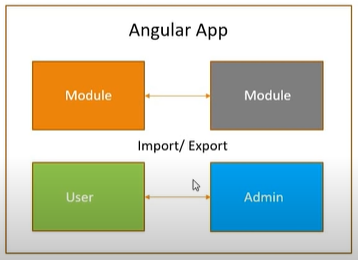 Angular App
Module
Module
Import/ Export
User
Admin